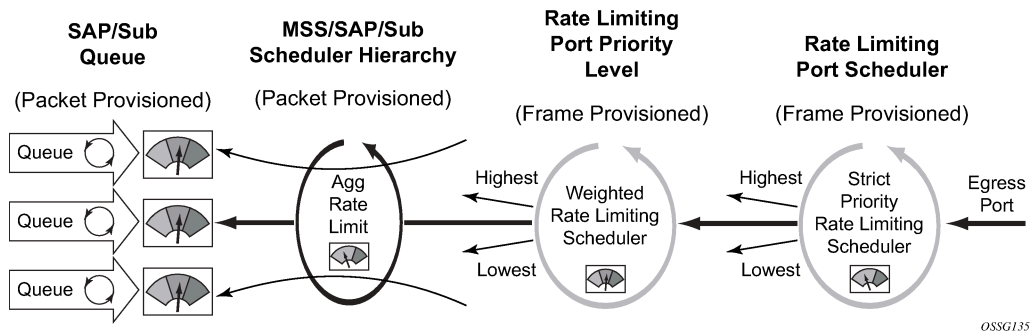 SAP/Sub
Queue
(Packet Provisioned)
MSS/SAP/Sub
Scheduler Hierarchy
(Packet Provisioned)
Rate Limiting
Port Priority
Level
(Frame Provisioned)
Rate Limiting
Port Scheduler
(Frame Provisioned)
Queue
Queue
Queue
Agg
Rate
Limit
Highest
Lowest
Weighted
Rate Limiting
Scheduler
Highest
Lowest
Strict
Priority
Rate Limiting
Scheduler
Egress
Port
OSSG135